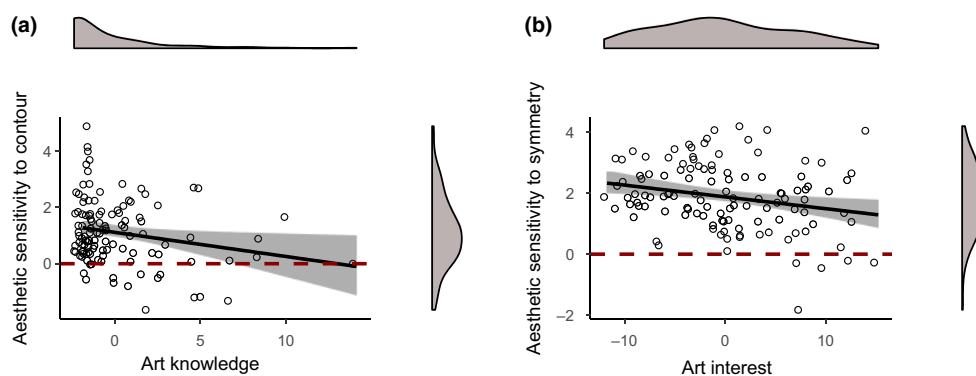 (a)
Aesthetic sensitivity to contour
4
2
0
0 5 10
Art knowledge
(b)
Aesthetic sensitivity to symmetry
4
2
0
−2
−10 0 10
Art interest